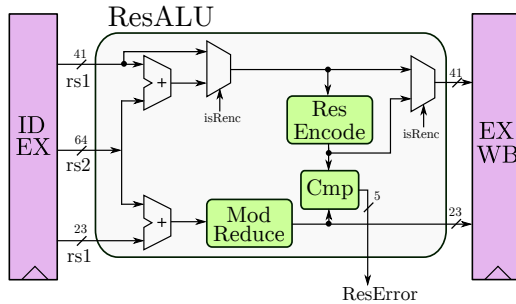 ResALU
41
rs1
+
isRenc
Res
Encode
41
isRenc
ID
EX
64
rs2
EX
WB
Cmp
5
23
rs1
+
Mod
Reduce
23
ResError